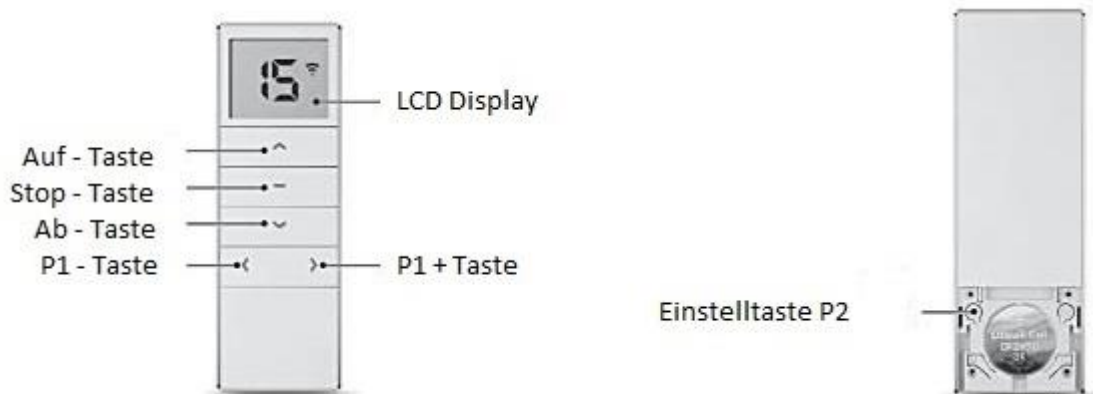 15
LCD Display
Auf - Taste
Stop - Taste
Ab - Taste
P1 - Taste
P1 + Taste
Einstelltaste P2